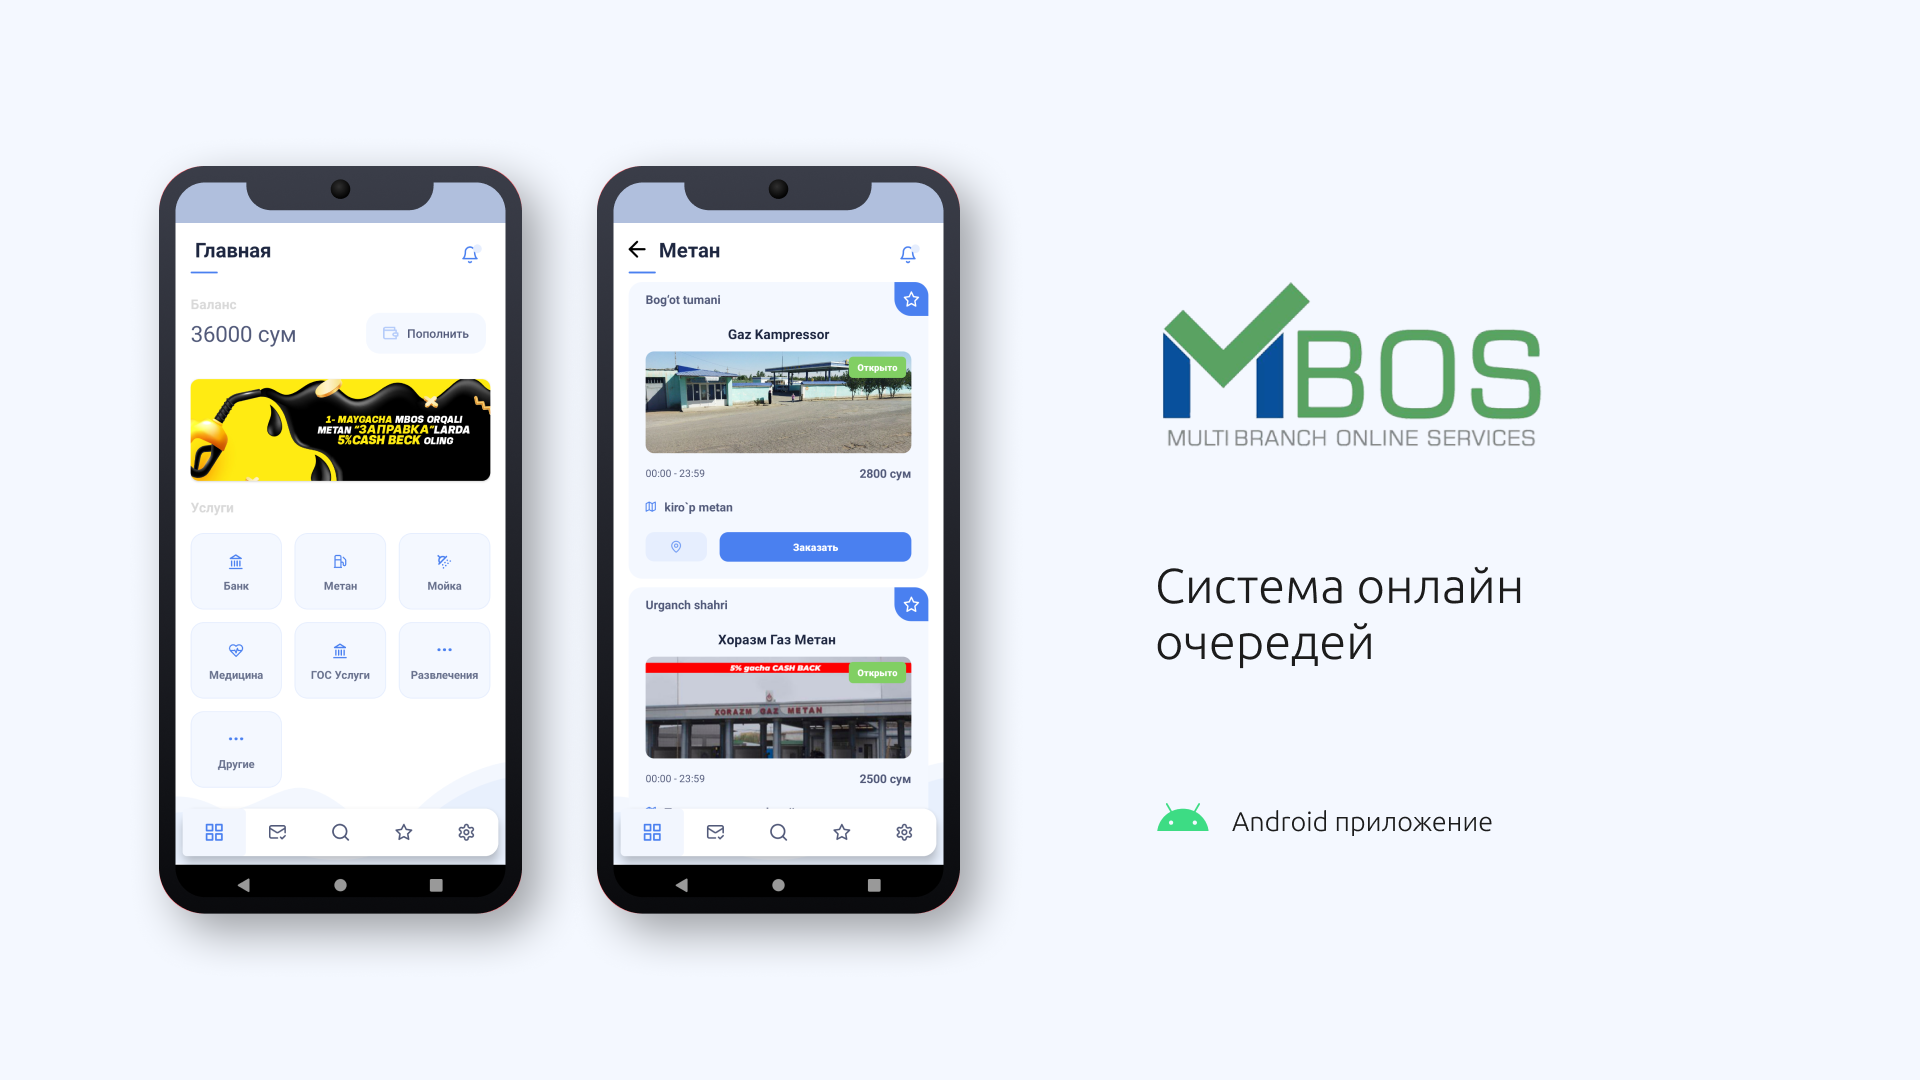 Главная
Баланс
36000 сум
Пополнить
1- MAYGACHA MBOS ORQALI
METAN "ЗАПРАВКА"LARDA
5%CASH BECK OLING
Услуги
Банк
Метан
Мойка
Медицина
ГОС Услуги
Развлечения
Другие
Метан
Bog'ot tumani
Gaz Kampressor
Открыто
00:00 - 23:59
2800 сум
kiro`p metan
Заказать
Urganch shahri
Хоразм Газ Метан
5% gacha CASH BACK
Открыто
XORAZM GAZ METAN
00:00 - 23:59
2500 сум
MBOS
MULTI BRANCH ONLINE SERVICES
Система онлайн
очередей
Android приложение